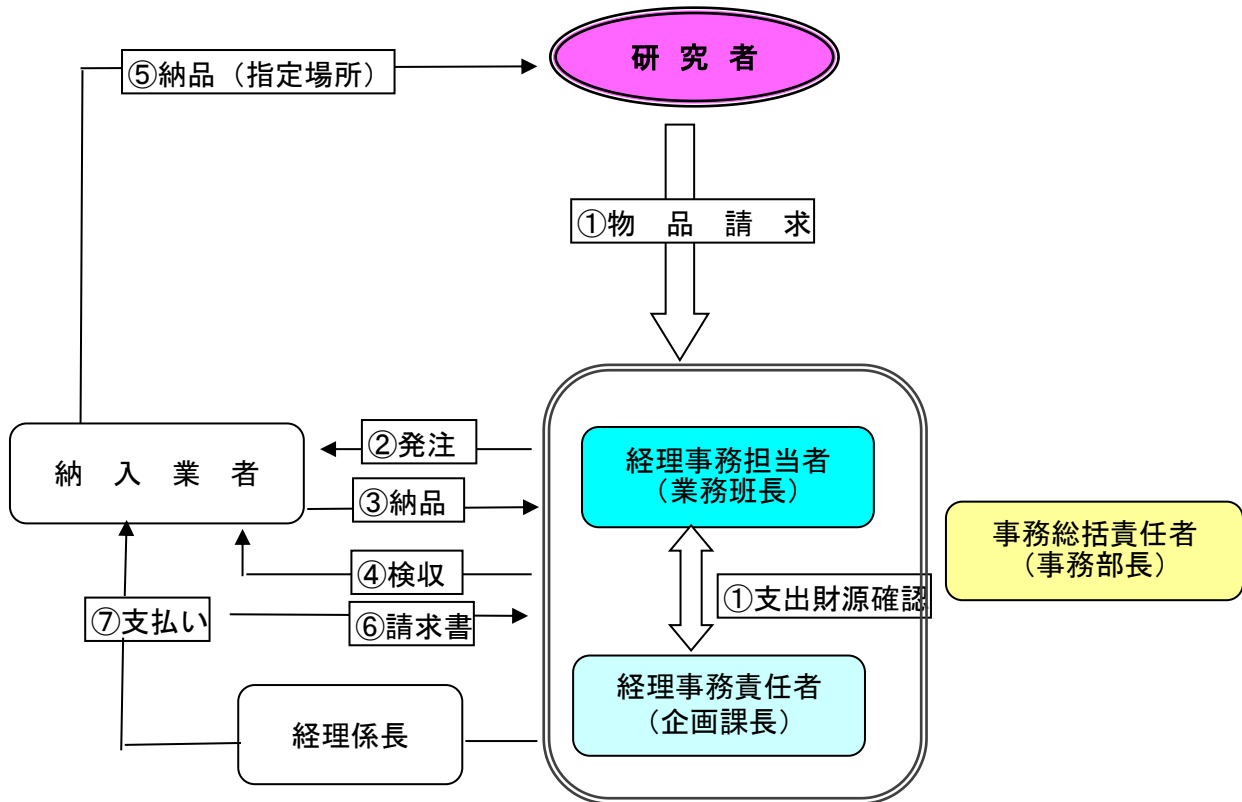 研 究 者
⑤納品（指定場所）
①物 品 請 求
②発注
経理事務担当者
（業務班長）
納 入 業 者
③納品
事務総括責任者
（事務部長）
④検収
①支出財源確認
⑦支払い
⑥請求書
経理事務責任者
（企画課長）
経理係長